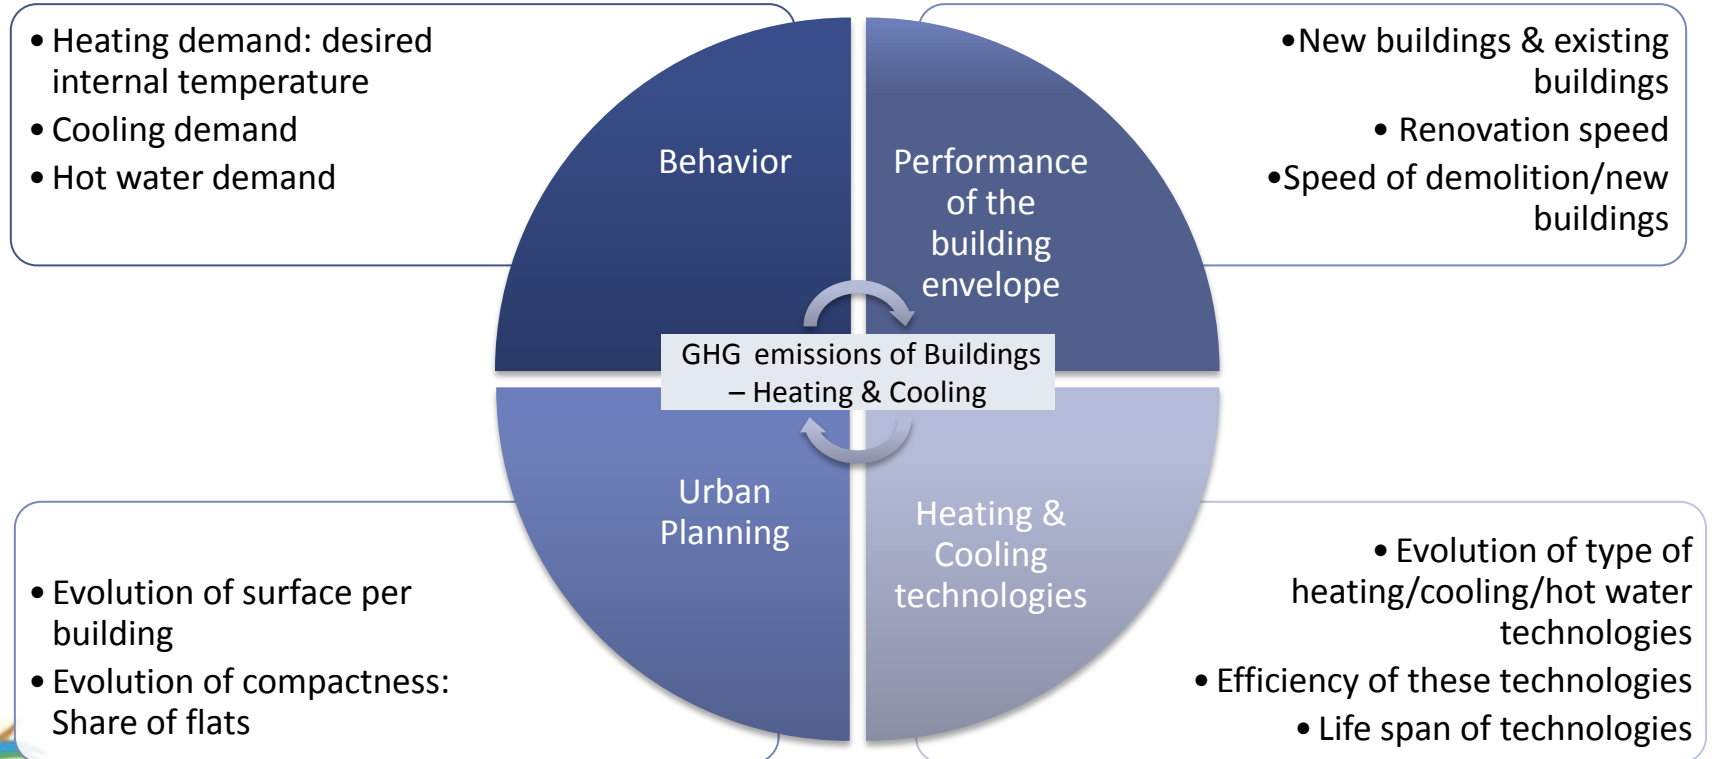 • Heating demand: desired
internal temperature
• Cooling demand
• Hot water demand
Behavior
Performance
of the
building
envelope
•New buildings & existing
buildings
• Renovation speed
•Speed of demolition/new
buildings
GHG emissions of Buildings
– Heating & Cooling
Urban
Planning
• Evolution of surface per
building
• Evolution of compactness:
Share of flats
Heating &
Cooling
technologies
• Evolution of type of
heating/cooling/hot water
technologies
• Efficiency of these technologies
• Life span of technologies